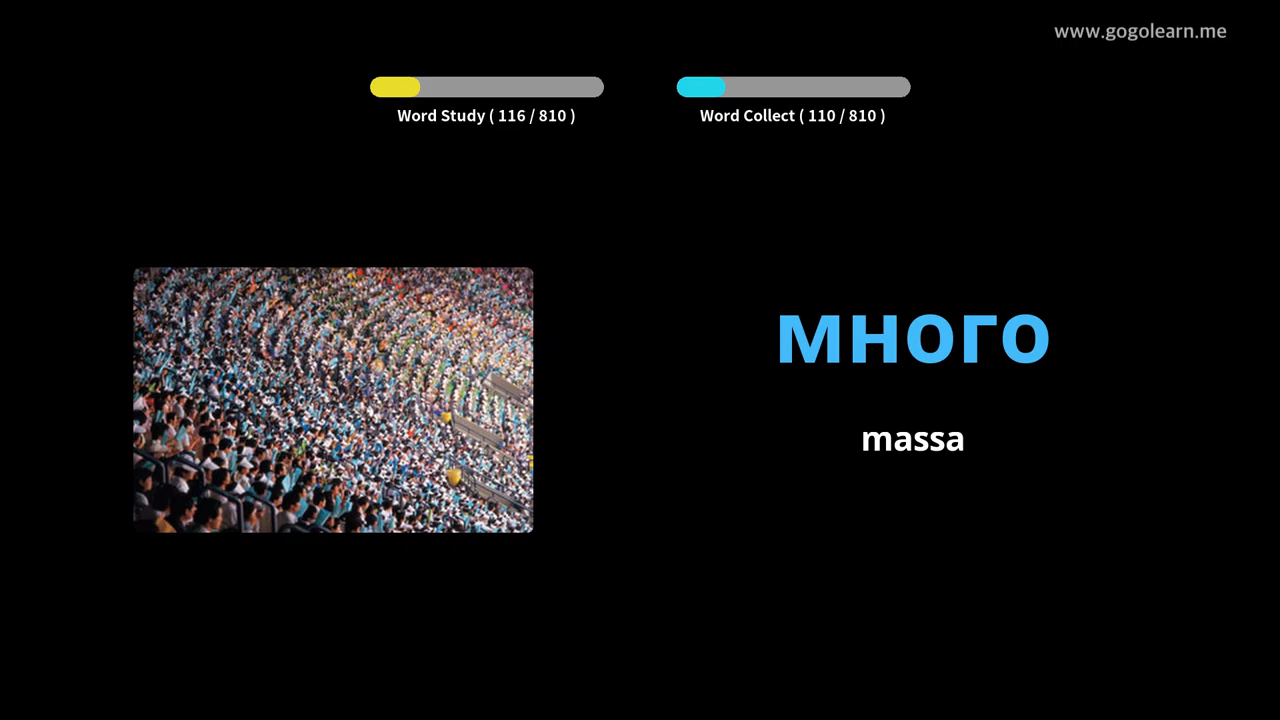 www.gogolearn.me
Word Study ( 116 / 810 )
Word Collect ( 110 / 810 )
много
massa